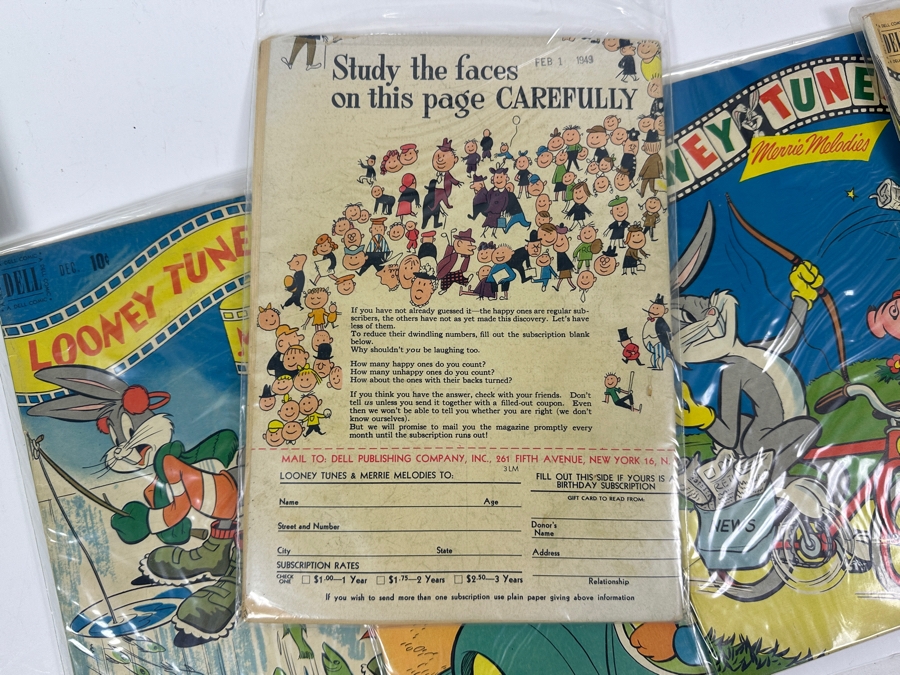 Study the faces
on this page CAREFULLY
FEB 1 1949
If you have not already guessed it—the happy ones are regular sub-
scribers, the others have not as yet made this discovery. Let's have
less of them.
To reduce their dwindling numbers, fill out the subscription blank
below.
Why shouldn't you be laughing too.
How many happy ones do you count?
How many unhappy ones do you count?
How about the ones with their backs turned?
If you think you have the answer, check with your friends. Don't
tell us unless you send it together with a filled-out coupon. Even
then we won't be able to tell you whether you are right (we don't
know ourselves).
But we will promise to mail you the magazine promptly every
month until the subscription runs out!
MAIL TO: DELL PUBLISHING COMPANY, INC., 261 FIFTH AVENUE, NEW YORK 16, N.
31LM
LOONEY TUNES & MERRIE MELODIES TO:
Name Age
Street and Number
City State
SUBSCRIPTION RATES
CHECK ONE $1.00—1 Year $1.75—2 Years $2.50—3 Years
FILL OUT THIS SIDE IF YOURS IS A
BIRTHDAY SUBSCRIPTION
GIFT CARD TO READ FROM:
Donor's
Name
Address
Relationship
If you wish to send more than one subscription use plain paper giving above information
DELL
DEC. 10¢
LOONEY TUNE
M
NEY TUNE
Merrie Melodies
NEWS
DEL